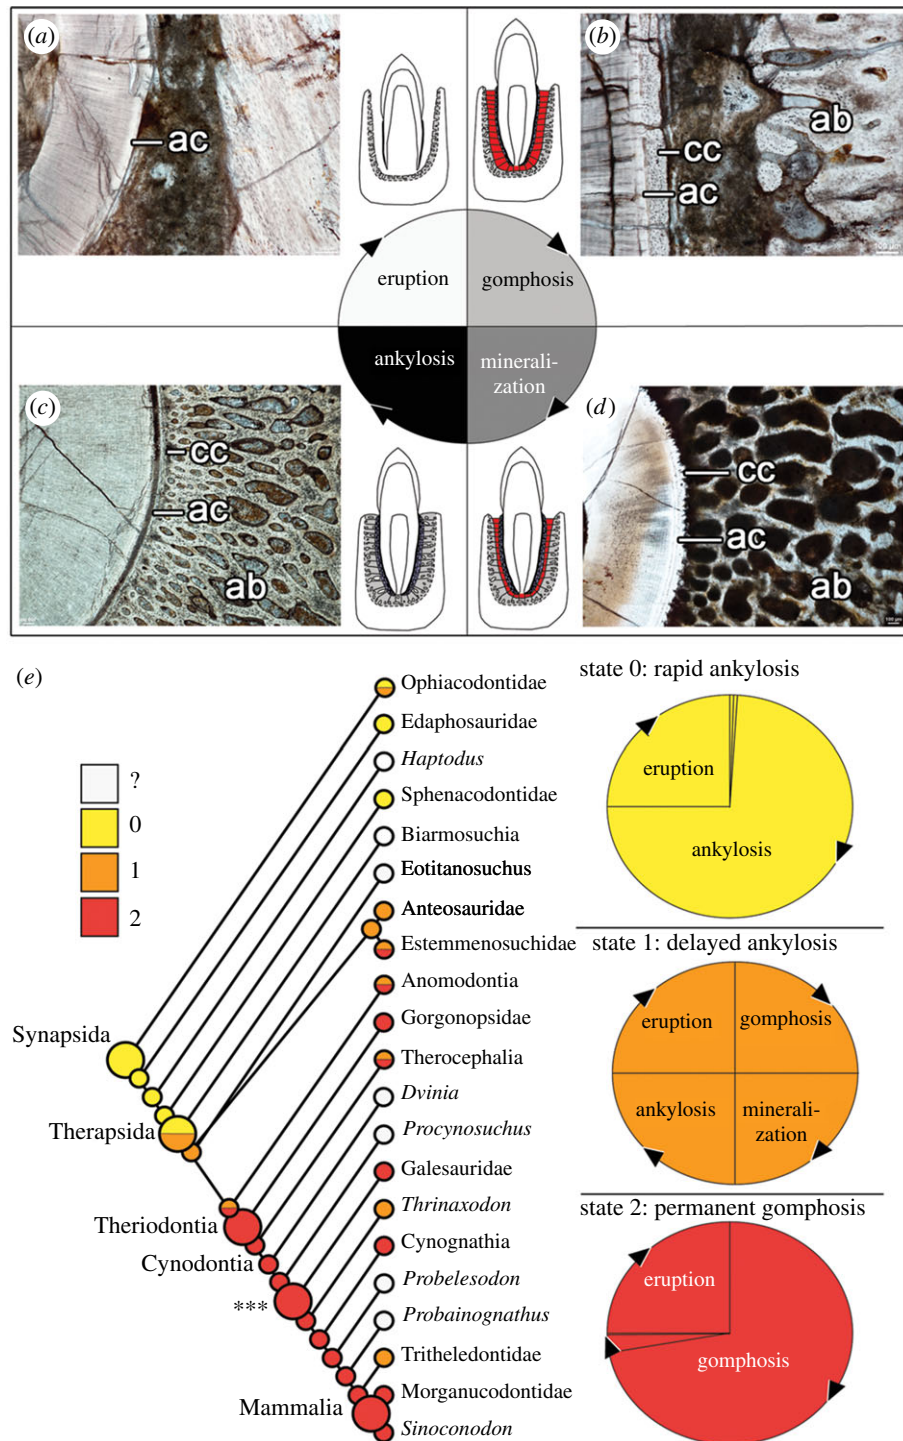 (a)
ac
(b)
ab
cc
ac
eruption
gomphosis
ankylosis
minerali-
zation
(c)
cc
ac
ab
(d)
cc
ac
ab
100 µm
(e)
?
0
1
2
Ophiacodontidae
Edaphosauridae
Haptodus
Sphenacodontidae
Biarmosuchia
Eotitanosuchus
Anteosauridae
Estemmenosuchidae
Anomodontia
Gorgonopsidae
Therocephalia
Dvinia
Procynosuchus
Galesauridae
Thrinaxodon
Cynognathia
Probelesodon
Probainognathus
Tritheledontidae
Morganucodontidae
Sinoconodon
Synapsida
Therapsida
Theriodontia
Cynodontia
***
Mammalia
state 0: rapid ankylosis
eruption
ankylosis
state 1: delayed ankylosis
eruption
gomphosis
ankylosis
minerali-
zation
state 2: permanent gomphosis
eruption
gomphosis